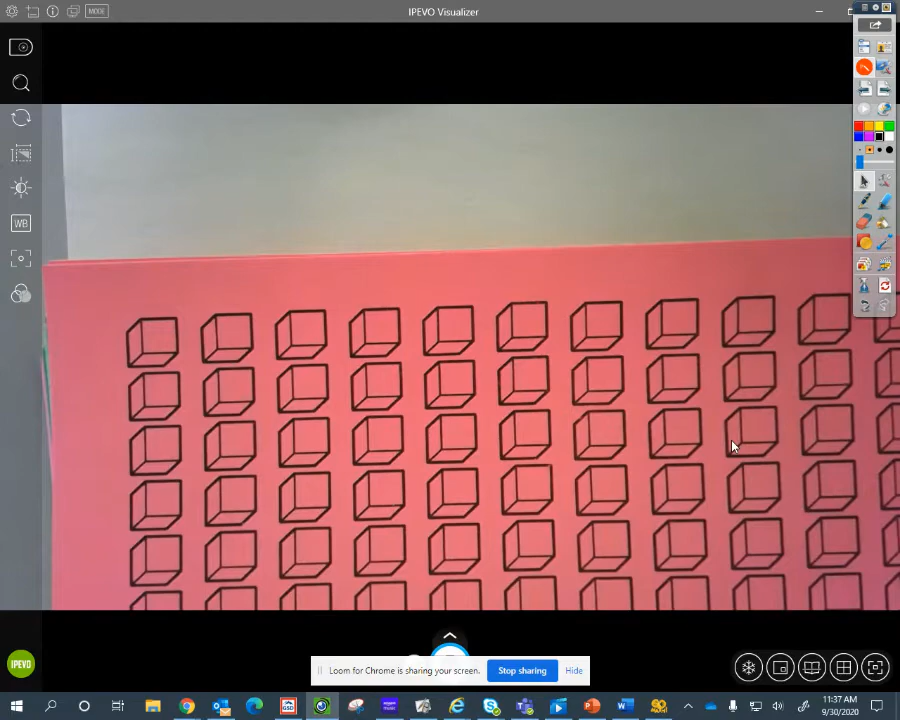 MODE
IPEVO Visualizer
WB
IPEVO
Loom for Chrome is sharing your screen.
Stop sharing
Hide
GSD
11:37 AM
9/30/2020